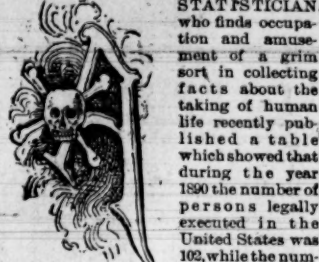 A
STATISTICIAN
who finds occupa-
tion and amuse-
ment of a grim
sort in collecting
facts about the
taking of human
life recently pub-
lished a table
which showed that
during the year
1890 the number of
persons legally
executed in the
United States was
102, while the num-